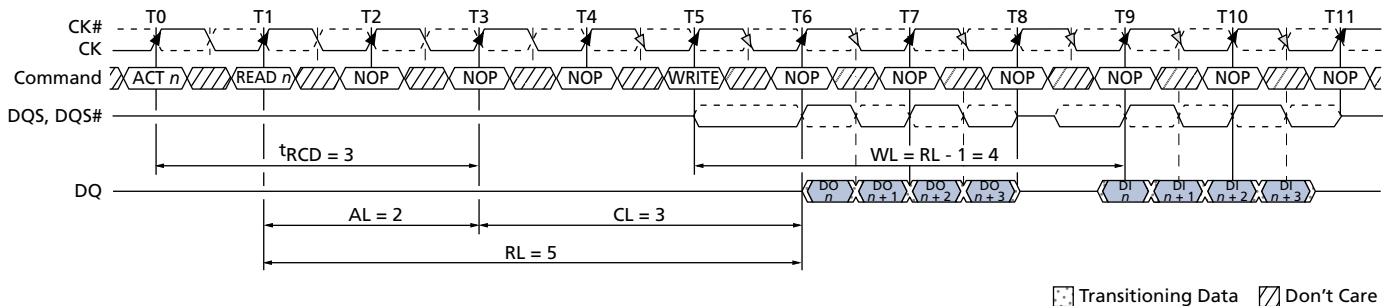 T0 T1 T2 T3 T4 T5 T6 T7 T8 T9 T10 T11
CK#
CK
Command ACT n READ n NOP NOP NOP WRITE NOP NOP NOP NOP NOP NOP
DQS, DQS#
tRCD = 3 WL = RL - 1 = 4
DQ DO n DO n + 1 DO n + 2 DO n + 3 DI n DI n + 1 DI n + 2 DI n + 3
AL = 2 CL = 3
RL = 5
Transitioning Data Don't Care